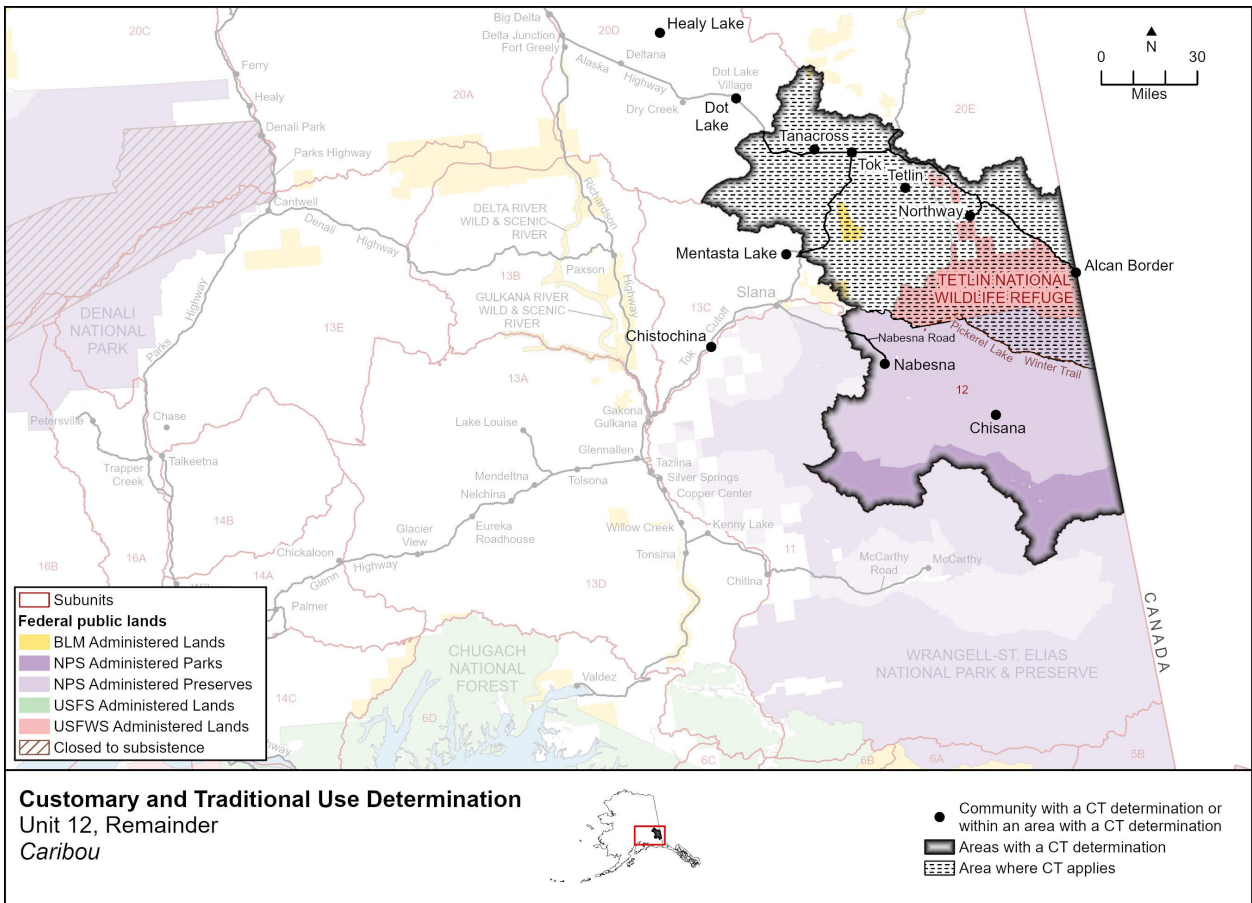 20C
Big Delta
Delta Junction
Fort Greely
20D
Healy Lake
Deltana
Alaska
Highway
Dot Lake
Village
Dry Creek
Dot
Lake
0
N
30
Miles
Ferry
Healy
20A
Denali Park
Parks Highway
Cantwell
Denali
Highway
20E
Tanacross
Tok
Tetlin
Northway
Richardson
DELTA RIVER
WILD & SCENIC
RIVER
Mentasta Lake
Alcan Border
13B
Paxson
Highway
GULKANA RIVER
WILD & SCENIC
RIVER
TETLIN NATIONAL
WILDLIFE REFUGE
13C
Slana
DENALI
NATIONAL
PARK
Parks
Highway
13E
Chistochina
Tok
Cutoff
Nabesna Road
Pickerel Lake
Winter Trail
Nabesna
12
13A
Petersville
Chase
Chisana
Gakona
Gulkana
Lake Louise
Glennallen
Trapper
Creek
Talkeetna
Mendeltna
Tolsona
Tazlina
Silver Springs
Copper Center
Nelchina
14B
Glacier
View
Eureka
Roadhouse
Willow Creek
Kenny Lake
16A
16B
Chickaloon
14A
Glenn
Highway
Tonsina
11
McCarthy
Road
McCarthy
Chitina
13D
Palmer
CANADA
CHUGACH
NATIONAL
FOREST
WRANGELL-ST. ELIAS
NATIONAL PARK & PRESERVE
Valdez
14C
6D
6C
6B
6A
5B
Subunits
Federal public lands
BLM Administered Lands
NPS Administered Parks
NPS Administered Preserves
USFS Administered Lands
USFWS Administered Lands
Closed to subsistence
Customary and Traditional Use Determination
Unit 12, Remainder
Caribou
Community with a CT determination or
within an area with a CT determination
Areas with a CT determination
Area where CT applies